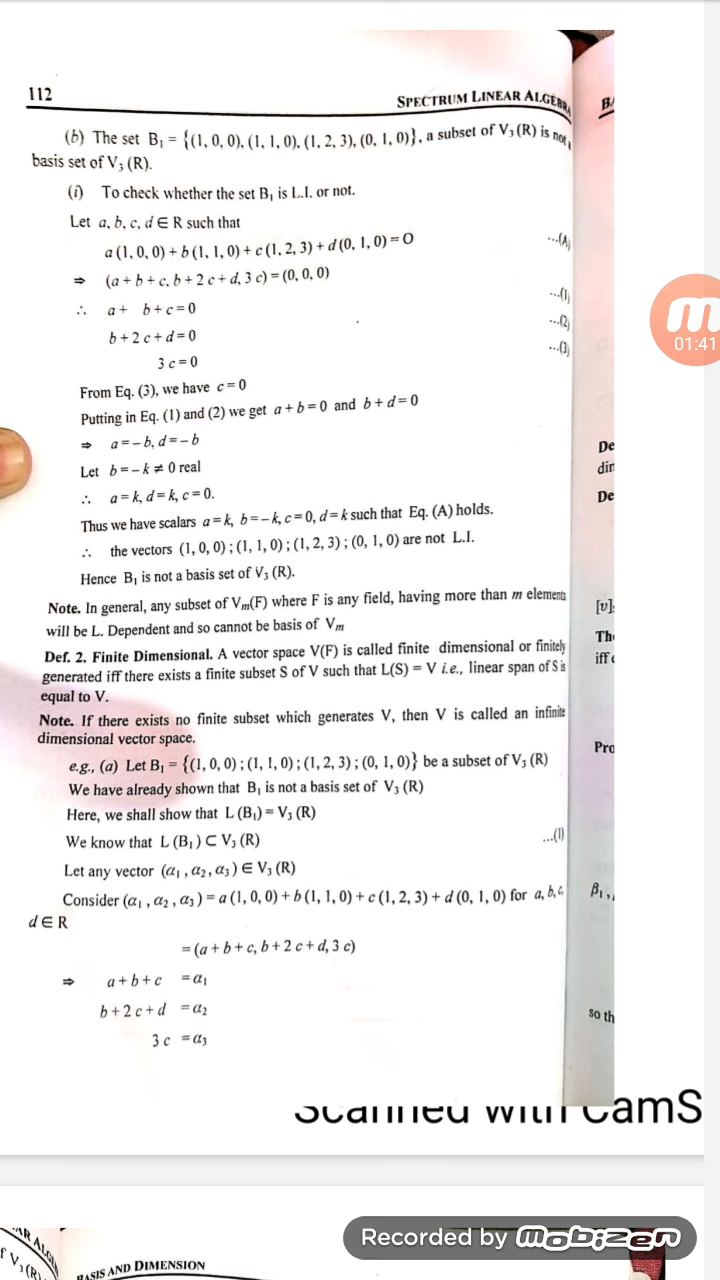 112
SPECTRUM LINEAR ALGEBRA
(b) The set B₁ = {(1, 0, 0), (1, 1, 0), (1, 2, 3), (0, 1, 0)}, a subset of V₃ (R) is not a
basis set of V₃ (R).
(i) To check whether the set B₁ is L.I. or not.
Let a, b, c, d ∈ R such that
a (1, 0, 0) + b (1, 1, 0) + c (1, 2, 3) + d (0, 1, 0) = O ...(A)
⇒ (a + b + c, b + 2 c + d, 3 c) = (0, 0, 0)
∴ a + b + c = 0 ...(1)
b + 2 c + d = 0 ...(2)
3 c = 0 ...(3)
From Eq. (3), we have c = 0
Putting in Eq. (1) and (2) we get a + b = 0 and b + d = 0
⇒ a = – b, d = – b
Let b = – k ≠ 0 real
∴ a = k, d = k, c = 0.
Thus we have scalars a = k, b = – k, c = 0, d = k such that Eq. (A) holds.
∴ the vectors (1, 0, 0) ; (1, 1, 0) ; (1, 2, 3) ; (0, 1, 0) are not L.I.
Hence B₁ is not a basis set of V₃ (R).
Note. In general, any subset of Vₘ(F) where F is any field, having more than m elements
will be L. Dependent and so cannot be basis of Vₘ
Def. 2. Finite Dimensional. A vector space V(F) is called finite dimensional or finitely
generated iff there exists a finite subset S of V such that L(S) = V i.e., linear span of S is
equal to V.
Note. If there exists no finite subset which generates V, then V is called an infinite
dimensional vector space.
e.g., (a) Let B₁ = {(1, 0, 0) ; (1, 1, 0) ; (1, 2, 3) ; (0, 1, 0)} be a subset of V₃ (R)
We have already shown that B₁ is not a basis set of V₃ (R)
Here, we shall show that L (B₁) = V₃ (R)
We know that L (B₁) ⊂ V₃ (R) ...(1)
Let any vector (α₁ , α₂ , α₃) ∈ V₃ (R)
Consider (α₁ , α₂ , α₃) = a (1, 0, 0) + b (1, 1, 0) + c (1, 2, 3) + d (0, 1, 0) for a, b, c,
d ∈ R
= (a + b + c, b + 2 c + d, 3 c)
⇒ a + b + c = α₁
b + 2 c + d = α₂
3 c = α₃
De
din
De
[v]
iff
Pro
β₁ ,
so th
01:41
Scanned with CamS
Recorded by mobizen
BASIS AND DIMENSION